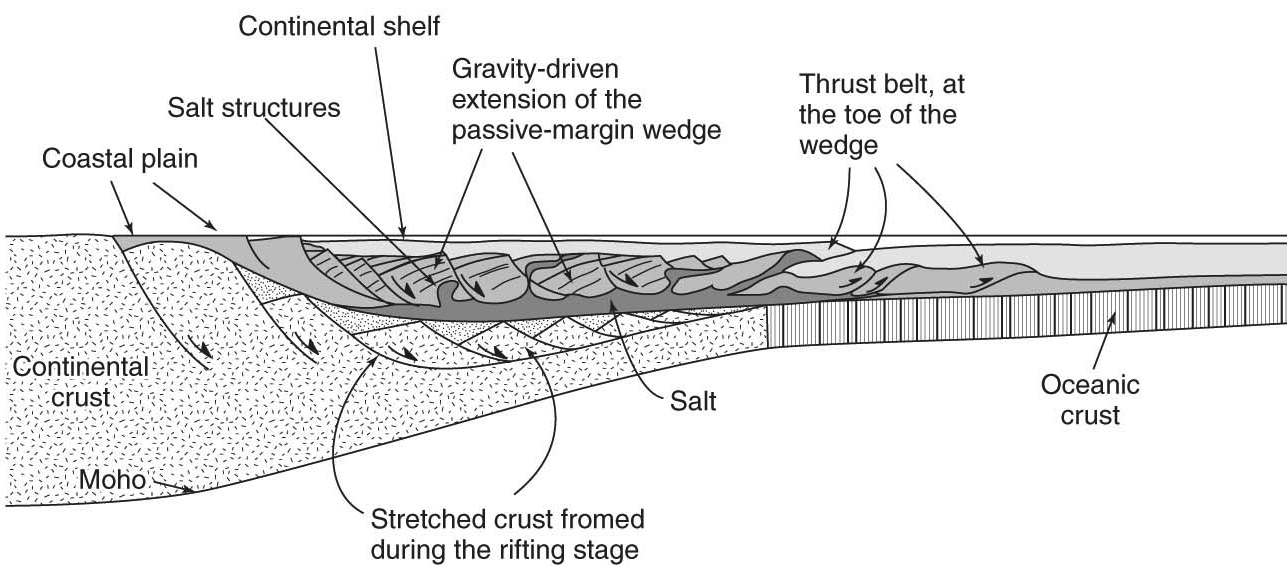 Continental shelf
Gravity-driven
extension of the
passive-margin wedge
Thrust belt, at
the toe of the
wedge
Salt structures
Coastal plain
Continental
crust
Salt
Oceanic
crust
Moho
Stretched crust fromed
during the rifting stage